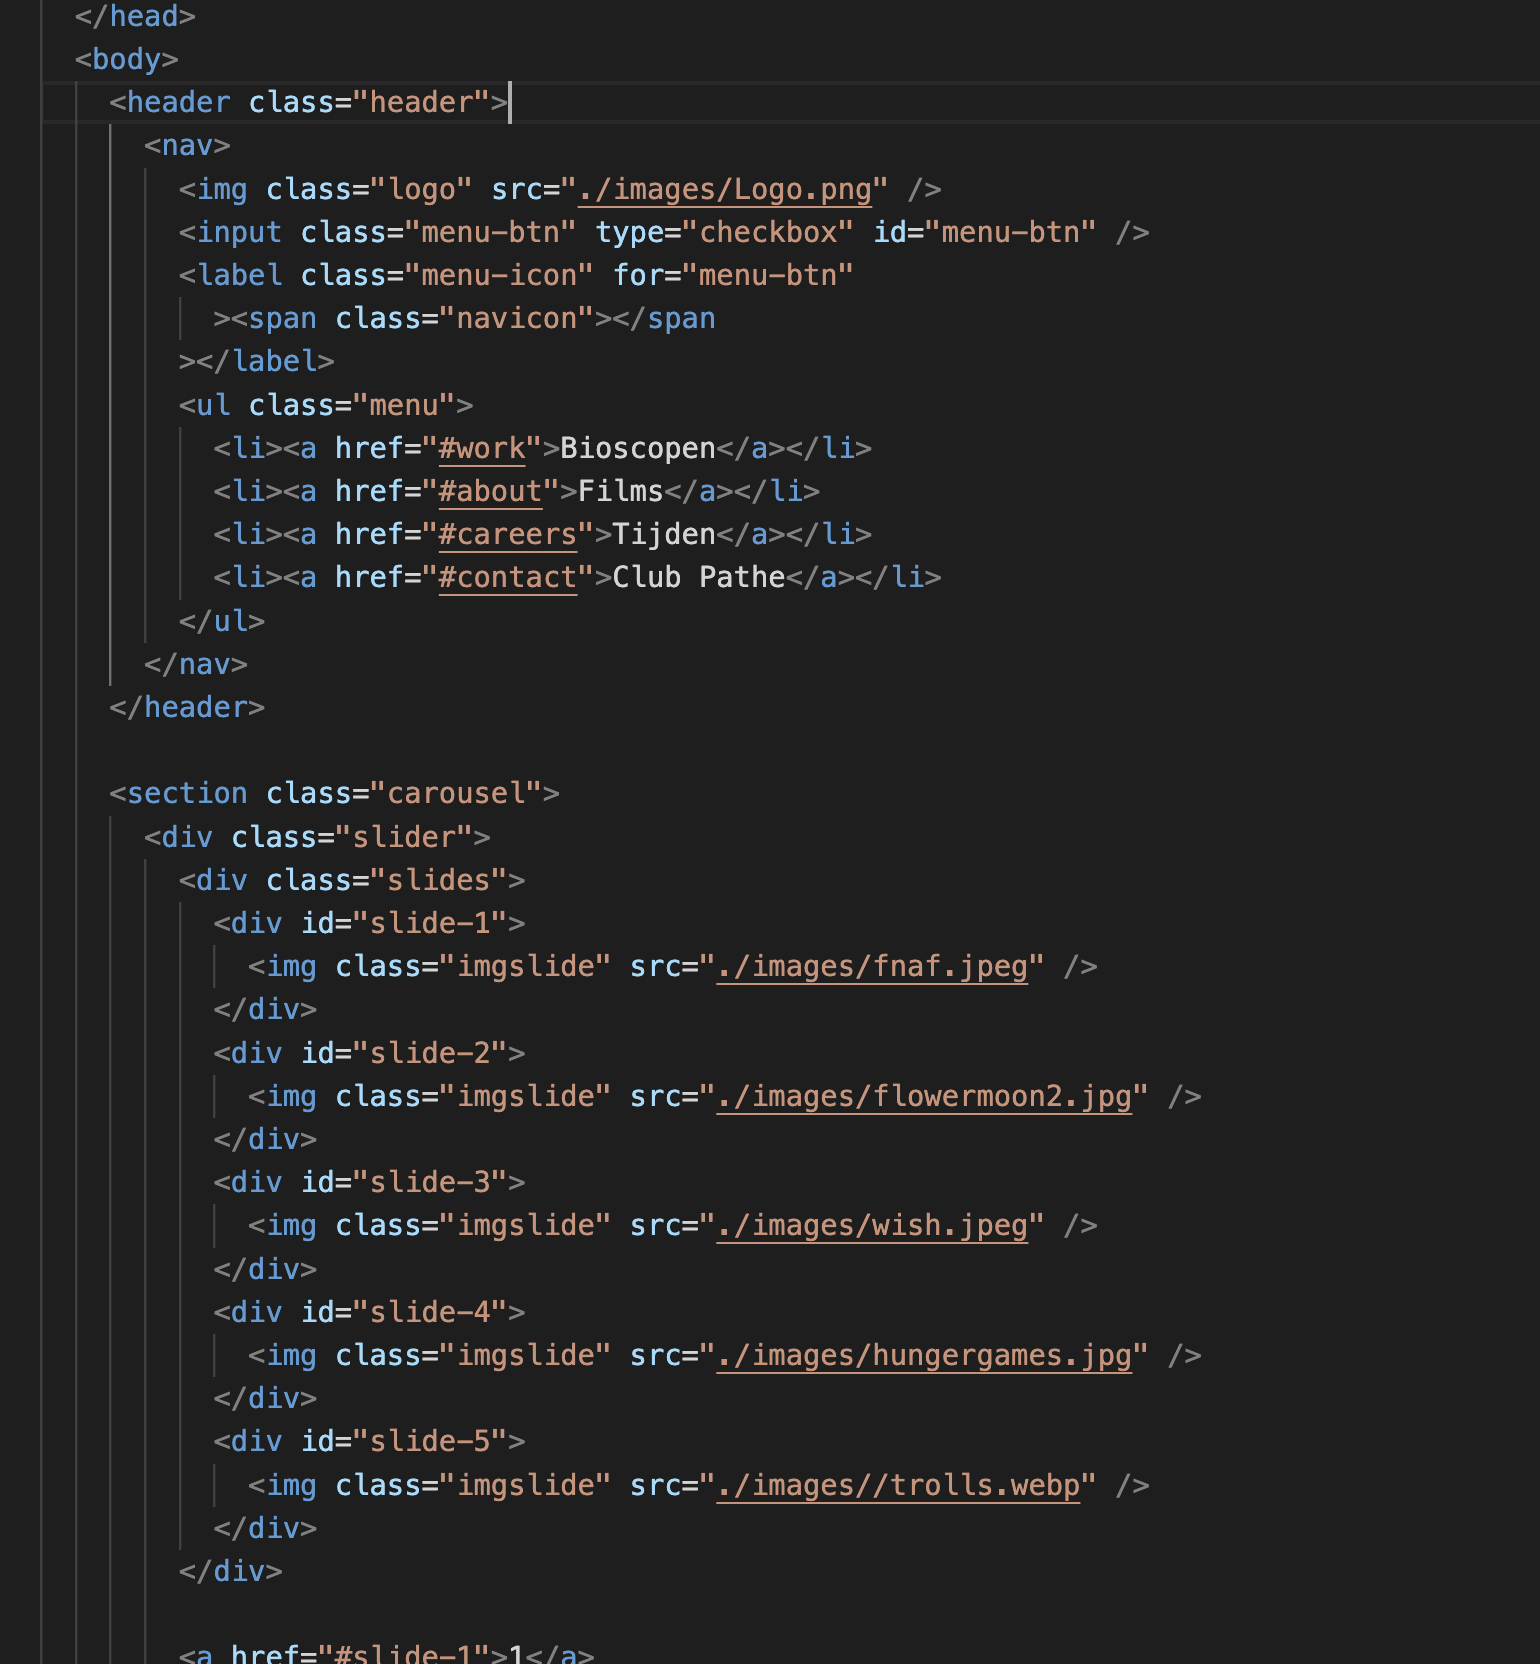 </head>
<body>
<header class="header">
<nav>
<img class="logo" src="./images/Logo.png" />
<input class="menu-btn" type="checkbox" id="menu-btn" />
<label class="menu-icon" for="menu-btn"
><span class="navicon"></span
></label>
<ul class="menu">
<li><a href="#work">Bioscopen</a></li>
<li><a href="#about">Films</a></li>
<li><a href="#careers">Tijden</a></li>
<li><a href="#contact">Club Pathe</a></li>
</ul>
</nav>
</header>
<section class="carousel">
<div class="slider">
<div class="slides">
<div id="slide-1">
<img class="imgslide" src="./images/fnaf.jpeg" />
</div>
<div id="slide-2">
<img class="imgslide" src="./images/flowermoon2.jpg" />
</div>
<div id="slide-3">
<img class="imgslide" src="./images/wish.jpeg" />
</div>
<div id="slide-4">
<img class="imgslide" src="./images/hungergames.jpg" />
</div>
<div id="slide-5">
<img class="imgslide" src="./images//trolls.webp" />
</div>
</div>
<a href="#slide-1">1</a>